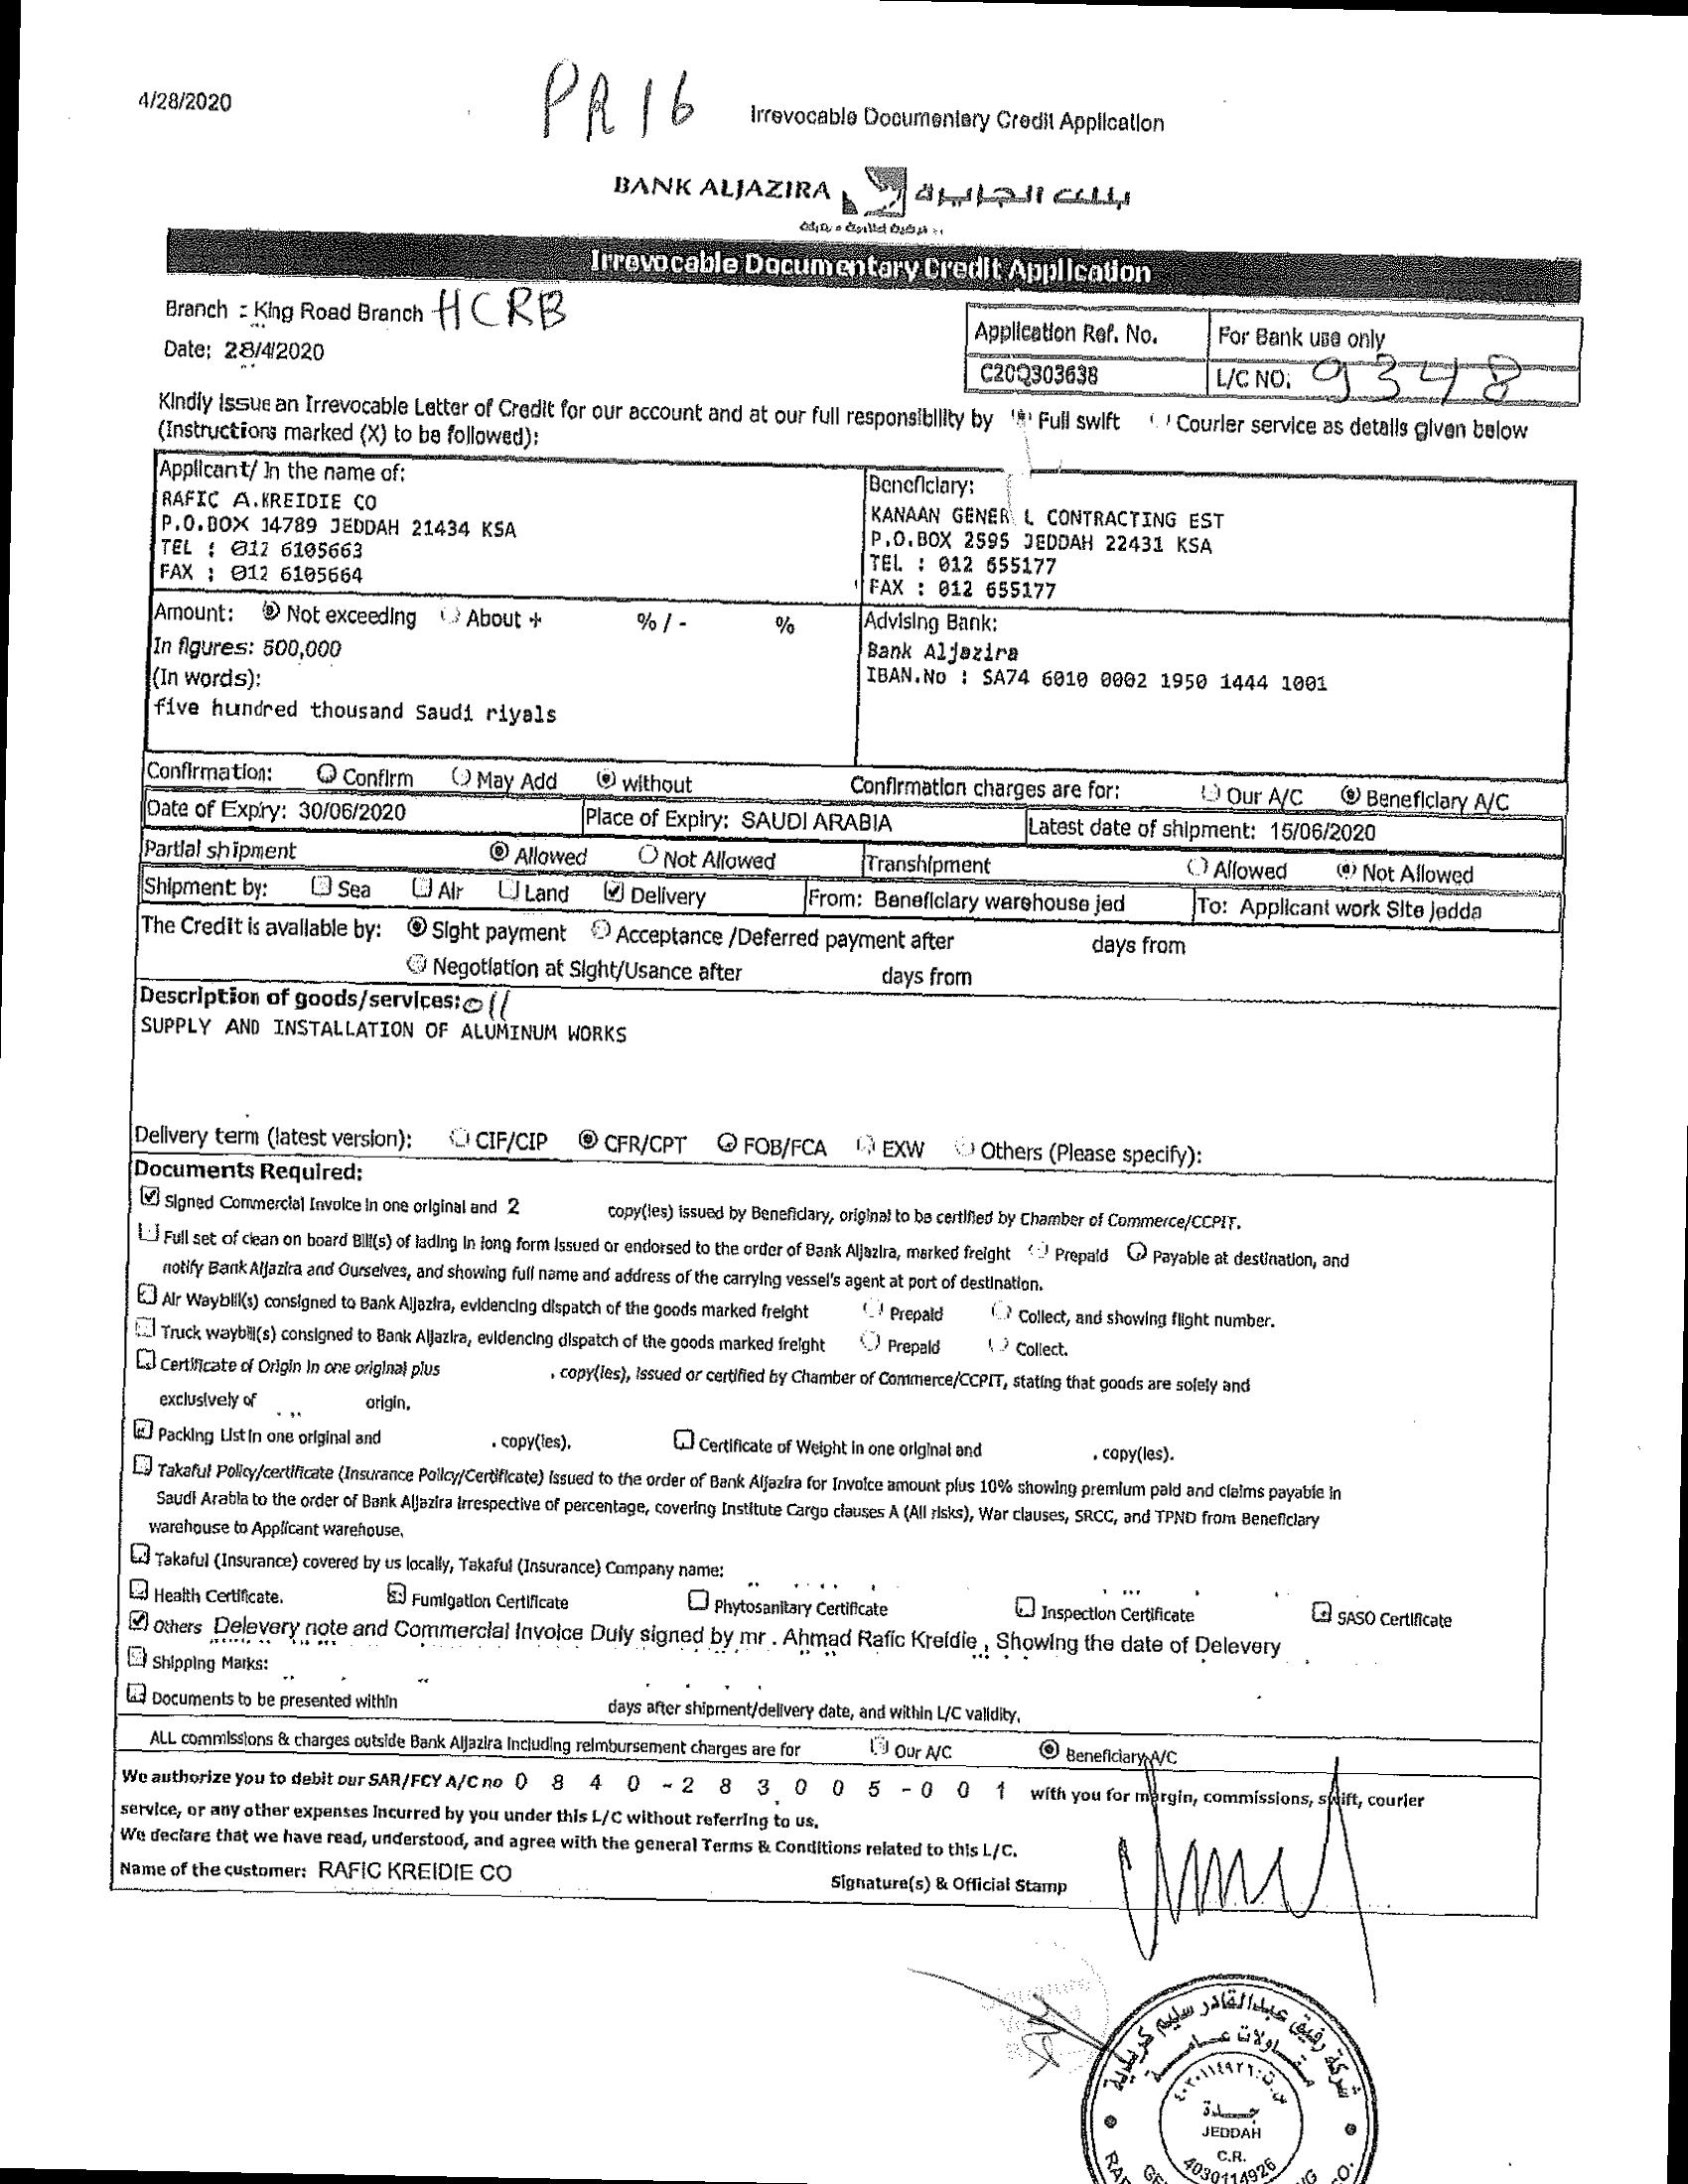 4/28/2020
PR 16
Irrevocable Documentary Credit Application
BANK ALJAZIRA بنك الجزيرة
Irrevocable Documentary Credit Application
Branch : King Road Branch HCRB
Date: 28/4/2020
Application Ref. No. For Bank use only
C20Q303638 L/C NO: 9348
Kindly issue an Irrevocable Letter of Credit for our account and at our full responsibility by Full swift Courier service as details given below
(Instructions marked (X) to be followed):
Applicant/ In the name of:
RAFIC A.KREIDIE CO
P.O.BOX 14789 JEDDAH 21434 KSA
TEL : 012 6105663
FAX : 012 6105664
Beneficiary:
KANAAN GENER L CONTRACTING EST
P.O.BOX 2595 JEDDAH 22431 KSA
TEL : 012 655177
FAX : 012 655177
Amount: Not exceeding About + % / - %
In figures: 500,000
(In words):
five hundred thousand Saudi riyals
Advising Bank:
Bank Aljazira
IBAN.No : SA74 6010 0002 1950 1444 1001
Confirmation: Confirm May Add without Confirmation charges are for: Our A/C Beneficiary A/C
Date of Expiry: 30/06/2020 Place of Expiry: SAUDI ARABIA Latest date of shipment: 15/06/2020
Partial shipment Allowed Not Allowed Transhipment Allowed Not Allowed
Shipment by: Sea Air Land Delivery From: Beneficiary warehouse jed To: Applicant work Site jedda
The Credit is available by: Sight payment Acceptance /Deferred payment after days from
Negotiation at Sight/Usance after days from
Description of goods/services:
SUPPLY AND INSTALLATION OF ALUMINUM WORKS
Delivery term (latest version): CIF/CIP CFR/CPT FOB/FCA EXW Others (Please specify):
Documents Required:
Signed Commercial Invoice in one original and 2 copy(ies) issued by Beneficiary, original to be certified by Chamber of Commerce/CCPIT.
Full set of clean on board Bill(s) of lading in long form issued or endorsed to the order of Bank Aljazira, marked freight Prepaid Payable at destination, and
notify Bank Aljazira and Ourselves, and showing full name and address of the carrying vessel's agent at port of destination.
Air Waybill(s) consigned to Bank Aljazira, evidencing dispatch of the goods marked freight Prepaid Collect, and showing flight number.
Truck waybill(s) consigned to Bank Aljazira, evidencing dispatch of the goods marked freight Prepaid Collect.
Certificate of Origin in one original plus , copy(ies), issued or certified by Chamber of Commerce/CCPIT, stating that goods are solely and
exclusively of origin.
Packing List in one original and , copy(ies). Certificate of Weight in one original and , copy(ies).
Takaful Policy/certificate (Insurance Policy/Certificate) issued to the order of Bank Aljazira for Invoice amount plus 10% showing premium paid and claims payable in
Saudi Arabia to the order of Bank Aljazira irrespective of percentage, covering Institute Cargo clauses A (All risks), War clauses, SRCC, and TPND from Beneficiary
warehouse to Applicant warehouse.
Takaful (Insurance) covered by us locally, Takaful (Insurance) Company name:
Health Certificate. Fumigation Certificate Phytosanitary Certificate Inspection Certificate SASO Certificate
Others Delevery note and Commercial Invoice Duly signed by mr . Ahmad Rafic Kreidie , Showing the date of Delevery
Shipping Marks:
Documents to be presented within days after shipment/delivery date, and within L/C validity.
ALL commissions & charges outside Bank Aljazira including reimbursement charges are for Our A/C Beneficiary A/C
We authorize you to debit our SAR/FCY A/C no 0 8 4 0 - 2 8 3 0 0 5 - 0 0 1 with you for margin, commissions, swift, courier
service, or any other expenses incurred by you under this L/C without referring to us.
We declare that we have read, understood, and agree with the general Terms & Conditions related to this L/C.
Name of the customer: RAFIC KREIDIE CO
Signature(s) & Official Stamp
شركة رفيق عبدالقادر سليم كريدية
مقاولات عامة
س.ت: ٤٠٣٠١١٤٩٢٦
جدة
JEDDAH
C.R.
4030114926